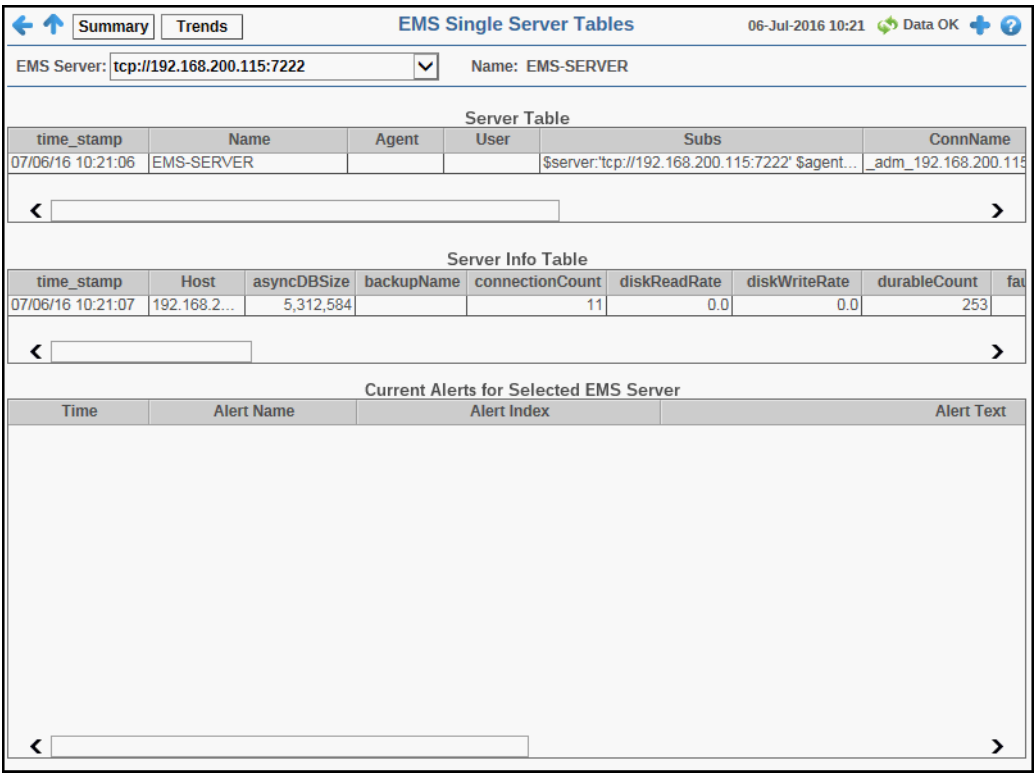 Summary Trends EMS Single Server Tables 06-Jul-2016 10:21 Data OK
EMS Server: tcp://192.168.200.115:7222 Name: EMS-SERVER
Server Table
time_stamp Name Agent User Subs ConnName
07/06/16 10:21:06 EMS-SERVER $server:'tcp://192.168.200.115:7222' $agent... _adm_192.168.200.115
Server Info Table
time_stamp Host asyncDBSize backupName connectionCount diskReadRate diskWriteRate durableCount fau
07/06/16 10:21:07 192.168.2... 5,312,584 11 0.0 0.0 253
Current Alerts for Selected EMS Server
Time Alert Name Alert Index Alert Text